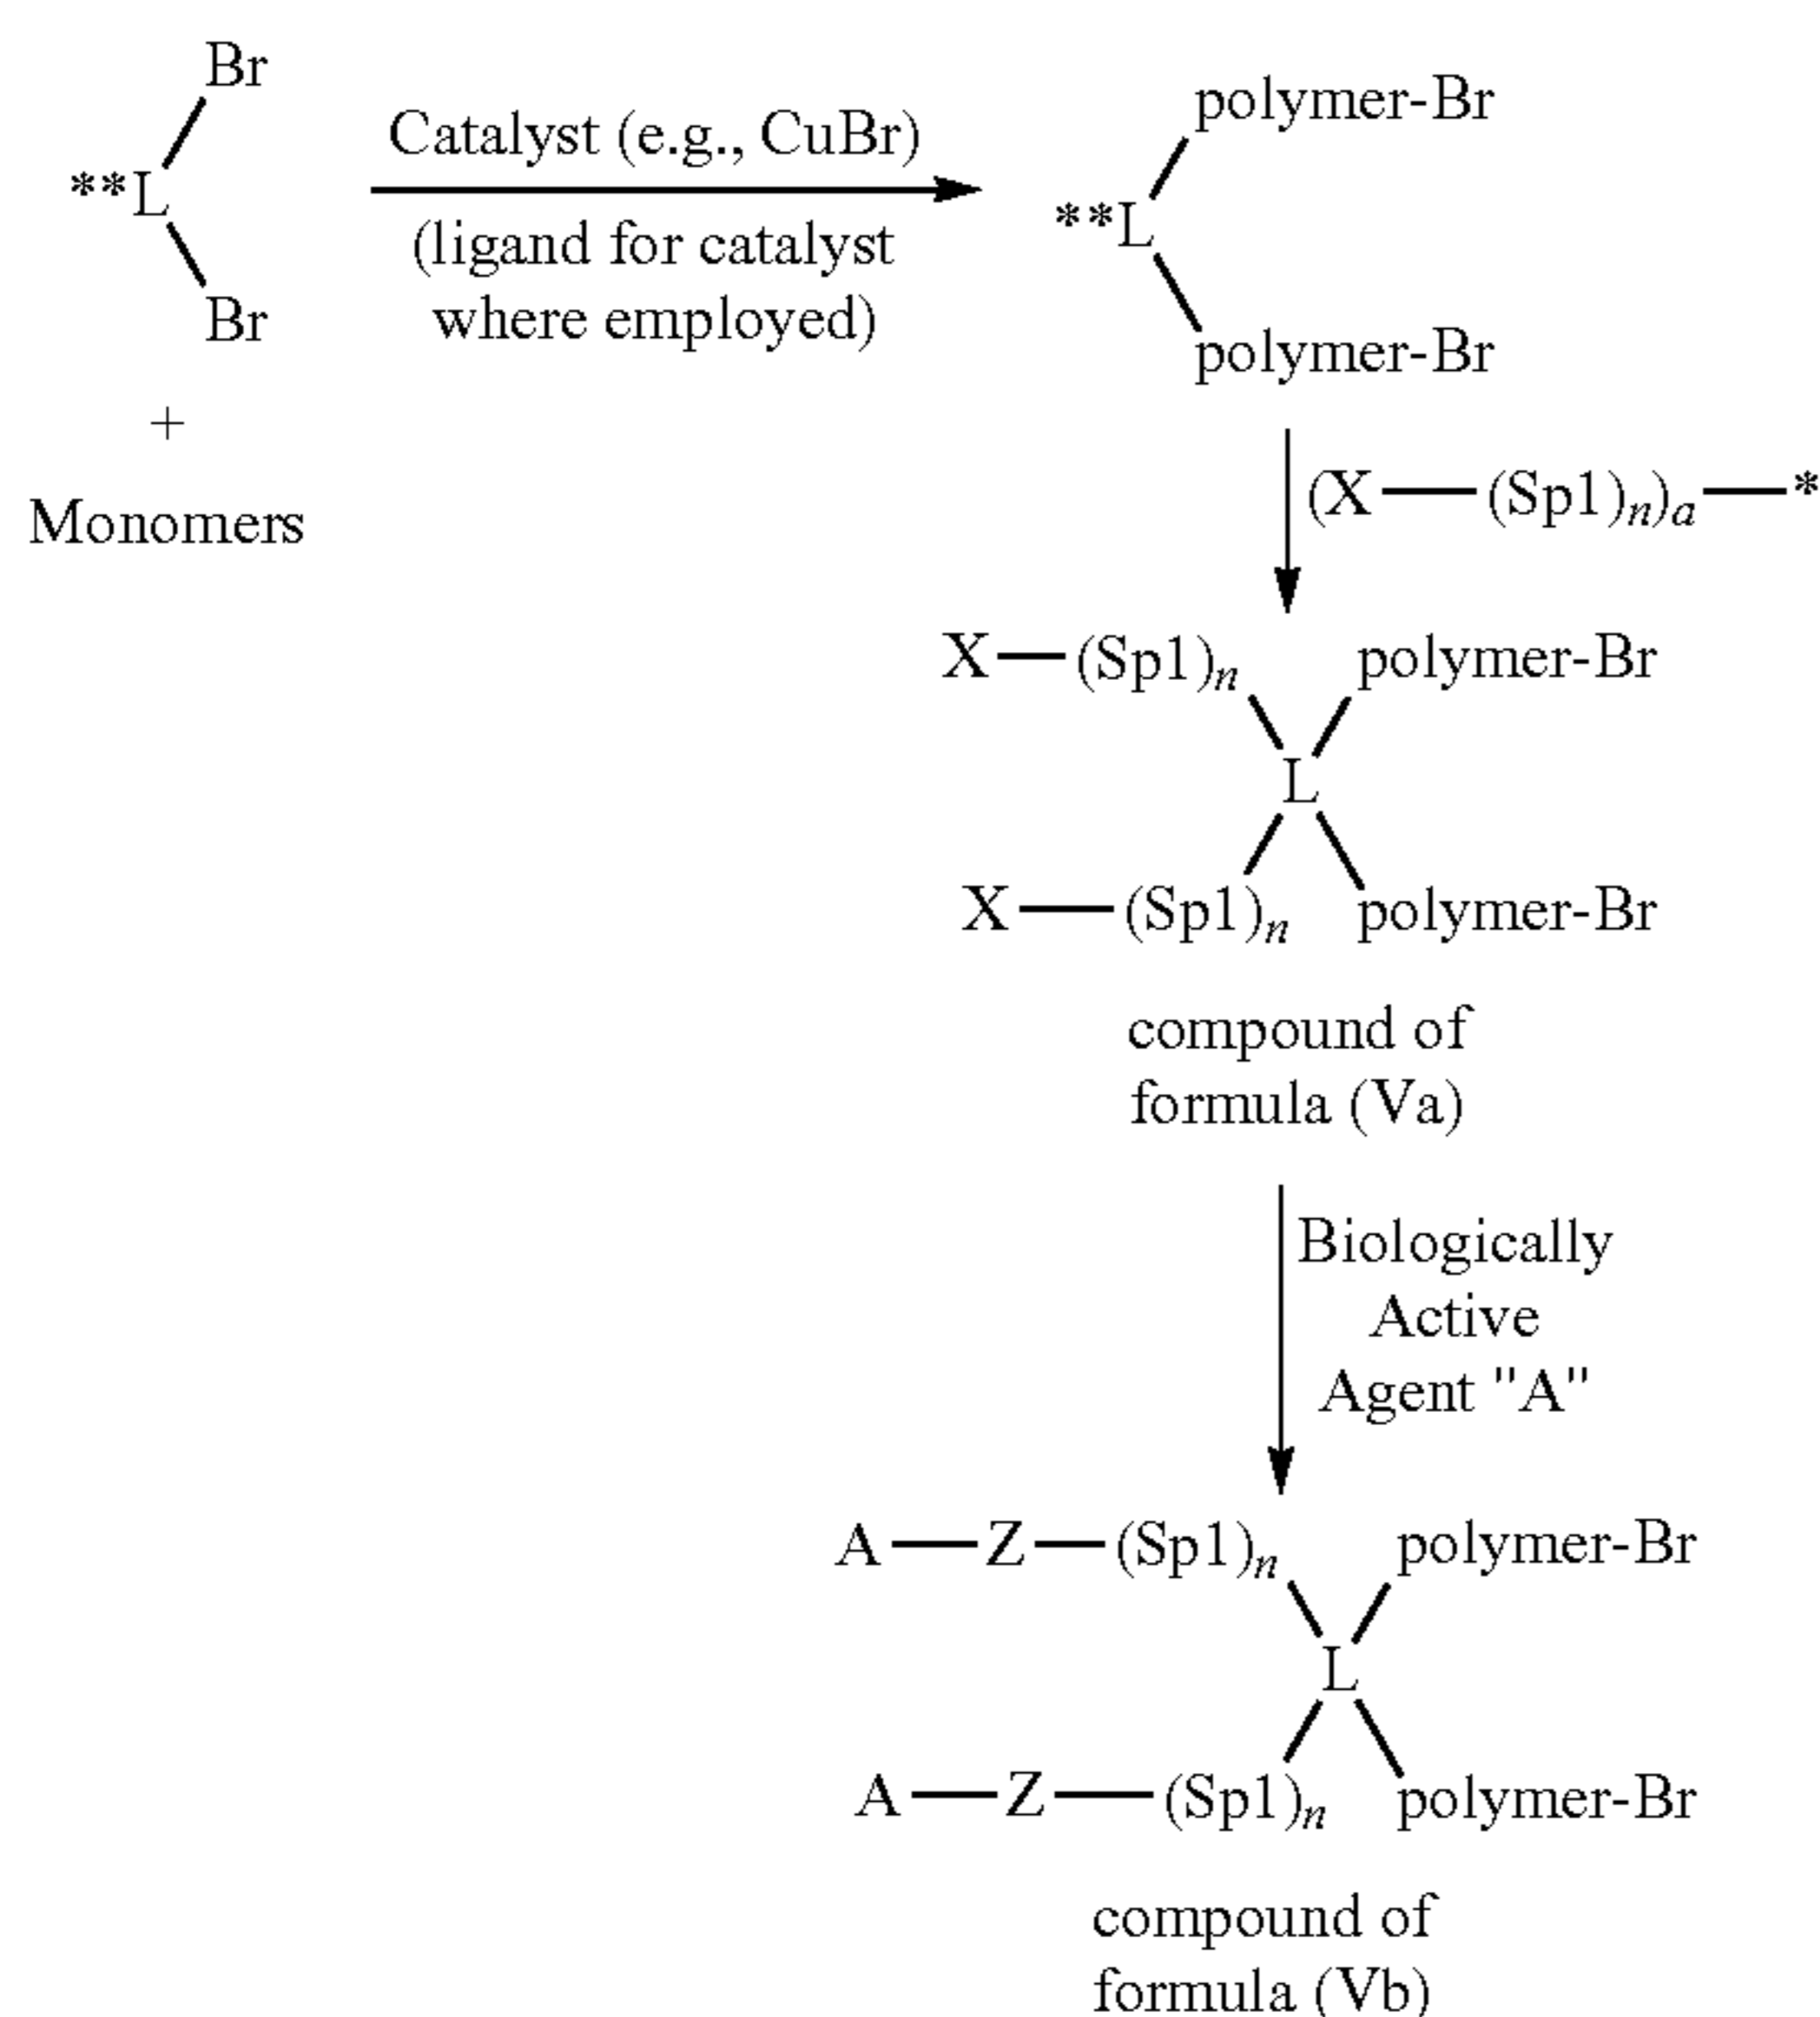 Br
**L
Br
+
Monomers
Catalyst (e.g., CuBr)
(ligand for catalyst
where employed)
polymer-Br
**L
polymer-Br
(X—(Sp1)n)a—*
X—(Sp1)n
polymer-Br
L
X—(Sp1)n
polymer-Br
compound of
formula (Va)
Biologically
Active
Agent "A"
A—Z—(Sp1)n
polymer-Br
L
A—Z—(Sp1)n
polymer-Br
compound of
formula (Vb)